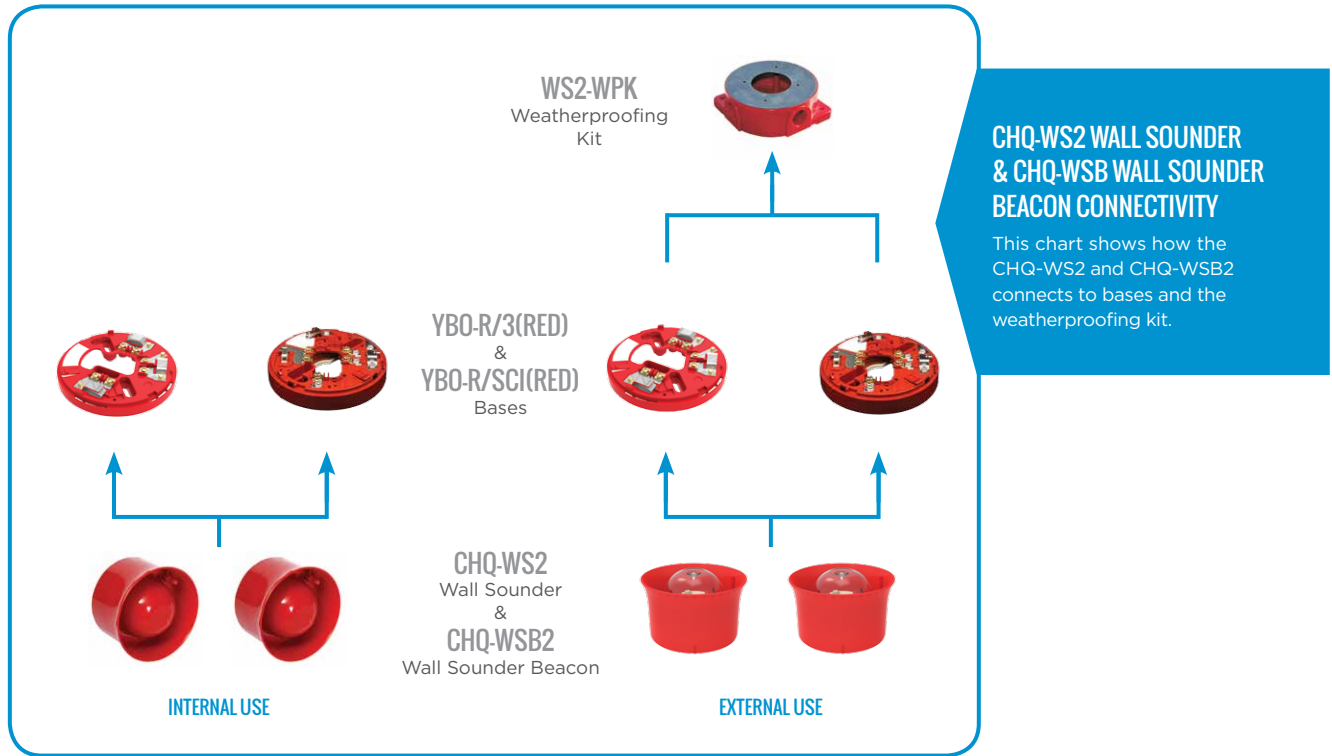 WS2-WPK
Weatherproofing
Kit
CHQ-WS2 WALL SOUNDER
& CHQ-WSB WALL SOUNDER
BEACON CONNECTIVITY
This chart shows how the
CHQ-WS2 and CHQ-WSB2
connects to bases and the
weatherproofing kit.
YBO-R/3(RED)
&
YBO-R/SCI(RED)
Bases
CHQ-WS2
Wall Sounder
&
CHQ-WSB2
Wall Sounder Beacon
INTERNAL USE
EXTERNAL USE